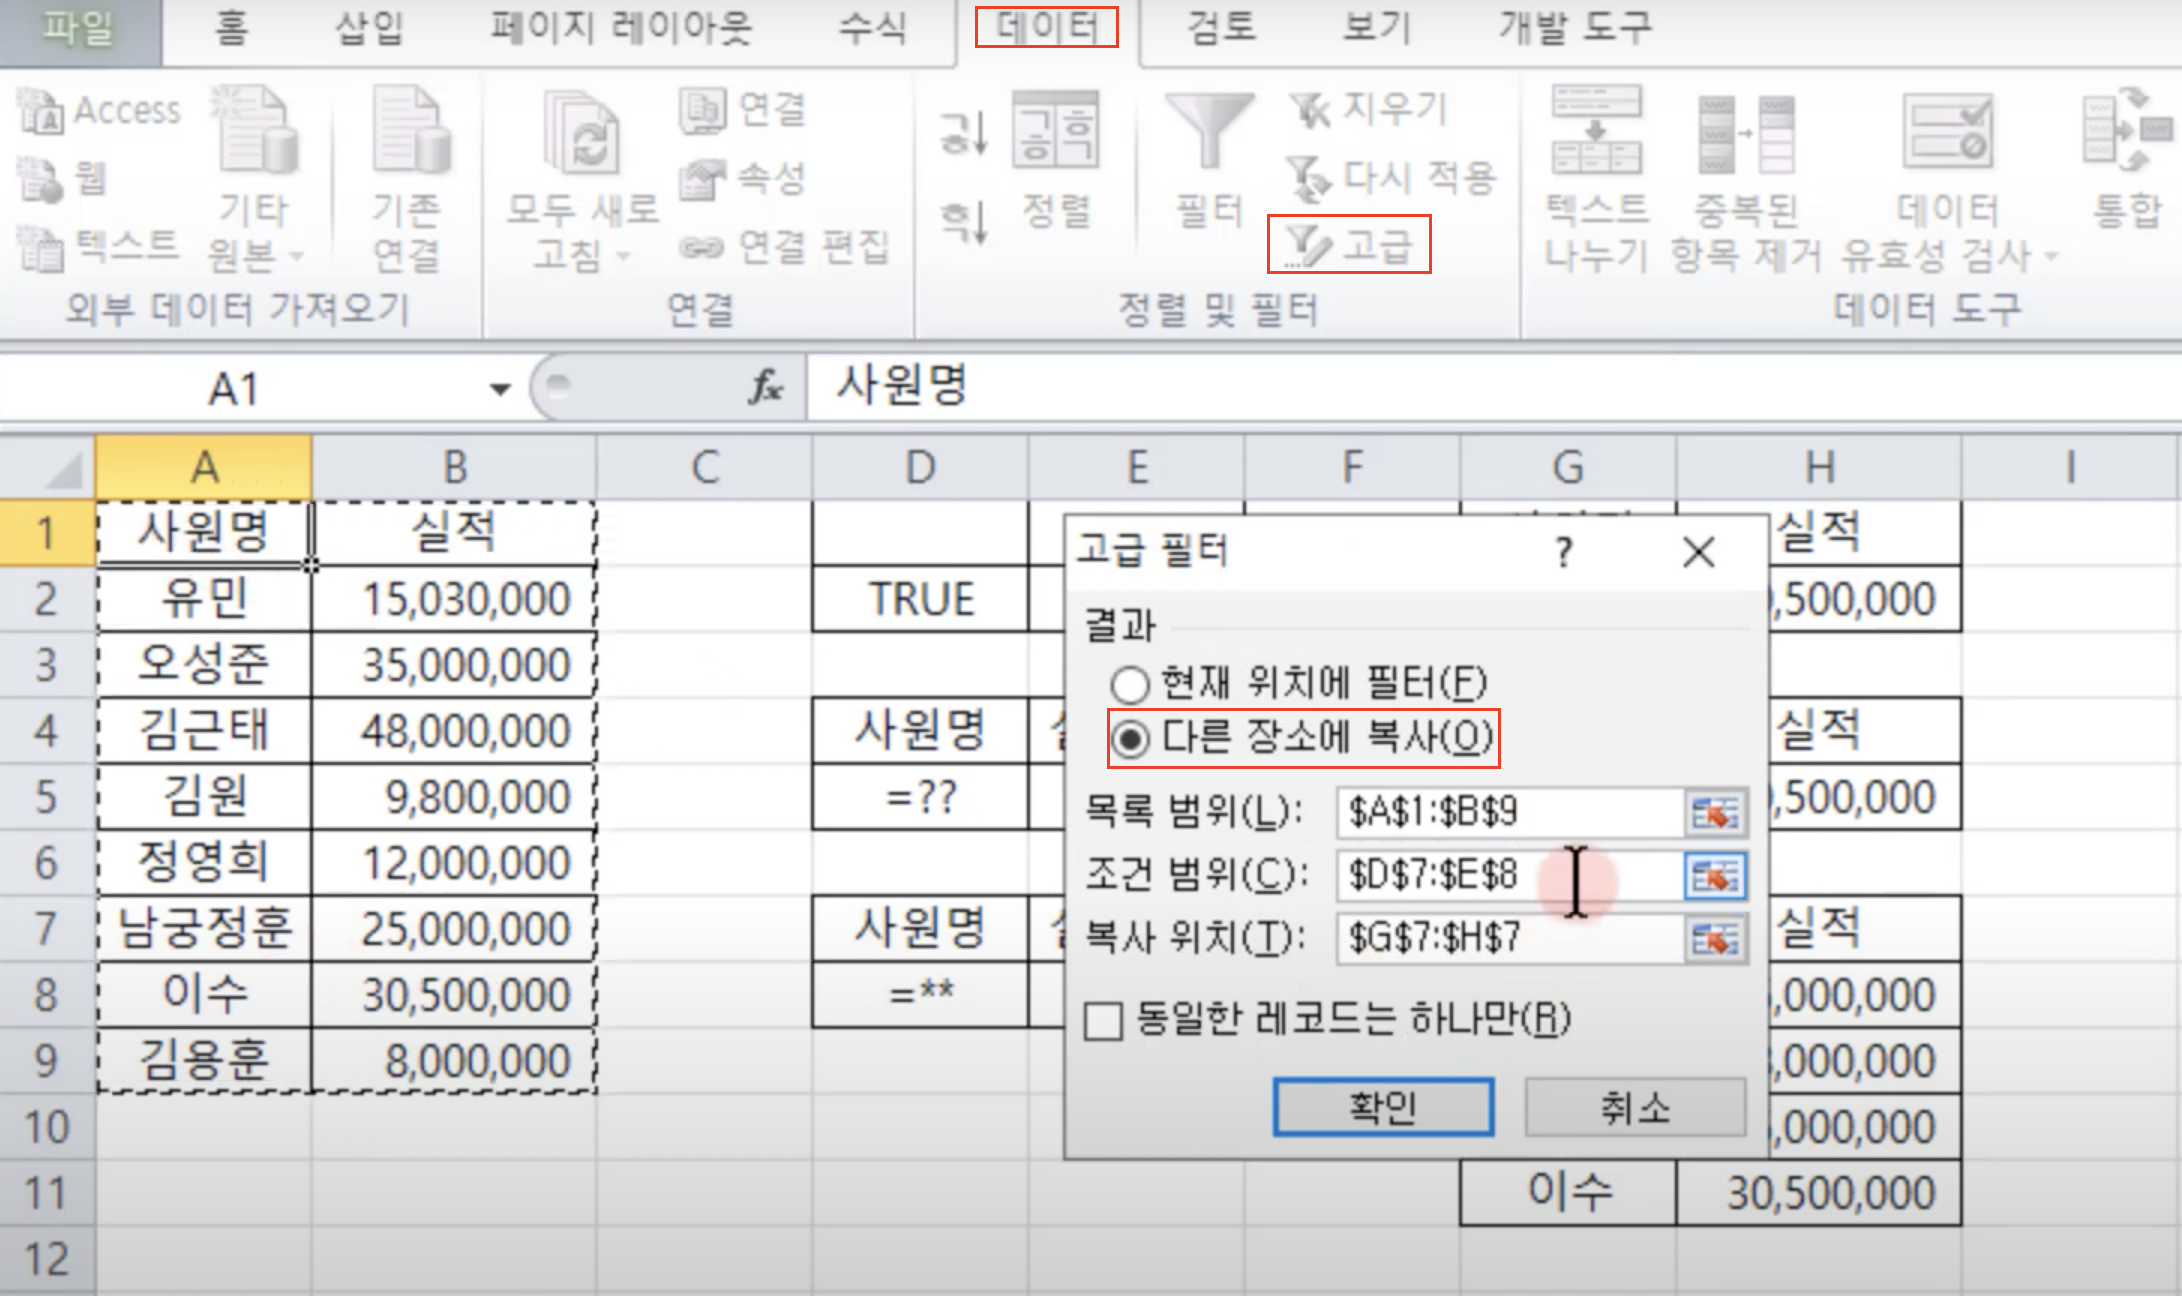 파일 홈 삽입 페이지 레이아웃 수식 데이터 검토 보기 개발 도구
Access
웹
텍스트
기타
원본
기존
연결
외부 데이터 가져오기
모두 새로
고침
연결
속성
연결 편집
연결
정렬
필터
지우기
다시 적용
고급
정렬 및 필터
텍스트
나누기
중복된
항목 제거
데이터
유효성 검사
통합
데이터 도구
A1 fx 사원명
A B C D E F G H I
1 사원명 실적 실적
2 유민 15,030,000 TRUE ,500,000
3 오성준 35,000,000
4 김근태 48,000,000 사원명 실적
5 김원 9,800,000 =?? ,500,000
6 정영희 12,000,000
7 남궁정훈 25,000,000 사원명 실적
8 이수 30,500,000 =** ,000,000
9 김용훈 8,000,000 ,000,000
10 ,000,000
11 이수 30,500,000
12
고급 필터 ?
결과
현재 위치에 필터(F)
다른 장소에 복사(O)
목록 범위(L): $A$1:$B$9
조건 범위(C): $D$7:$E$8
복사 위치(T): $G$7:$H$7
동일한 레코드는 하나만(R)
확인 취소